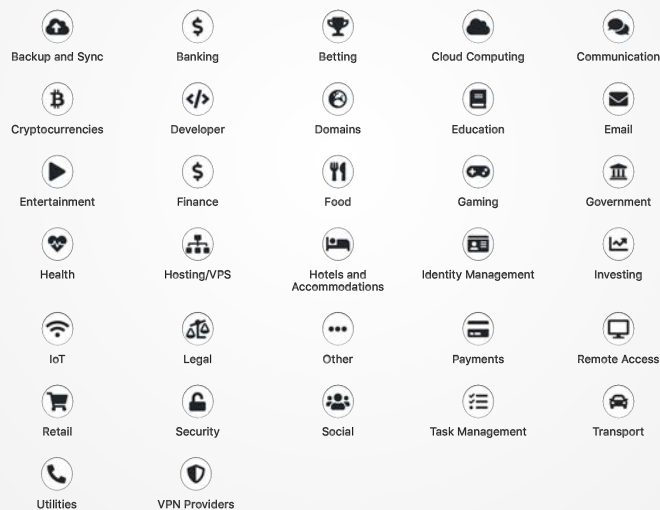 Backup and Sync
Banking
Betting
Cloud Computing
Communication
Cryptocurrencies
Developer
Domains
Education
Email
Entertainment
Finance
Food
Gaming
Government
Health
Hosting/VPS
Hotels and
Accommodations
Identity Management
Investing
IoT
Legal
Other
Payments
Remote Access
Retail
Security
Social
Task Management
Transport
Utilities
VPN Providers